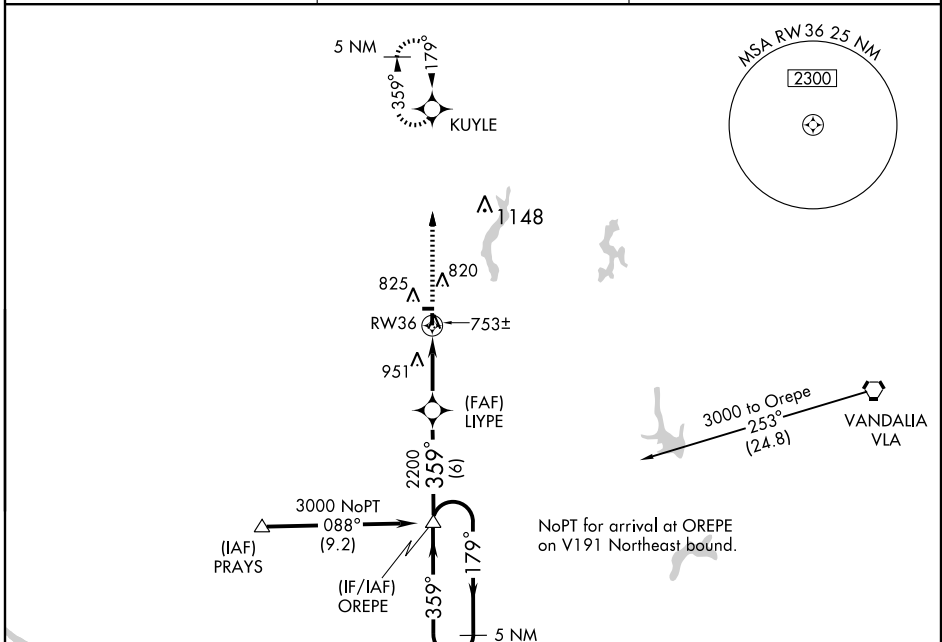 MSA RW36 25 NM
2300
5 NM
179°
359°
KUYLE
1148
825
820
RW36
753±
951
(FAF)
LIYPE
3000 to Orepe
253°
(24.8)
VANDALIA
VLA
2200
359°
(6)
3000 NoPT
088°
(9.2)
(IAF)
PRAYS
NoPT for arrival at OREPE
on V191 Northeast bound.
(IF/IAF)
OREPE
359°
179°
5 NM